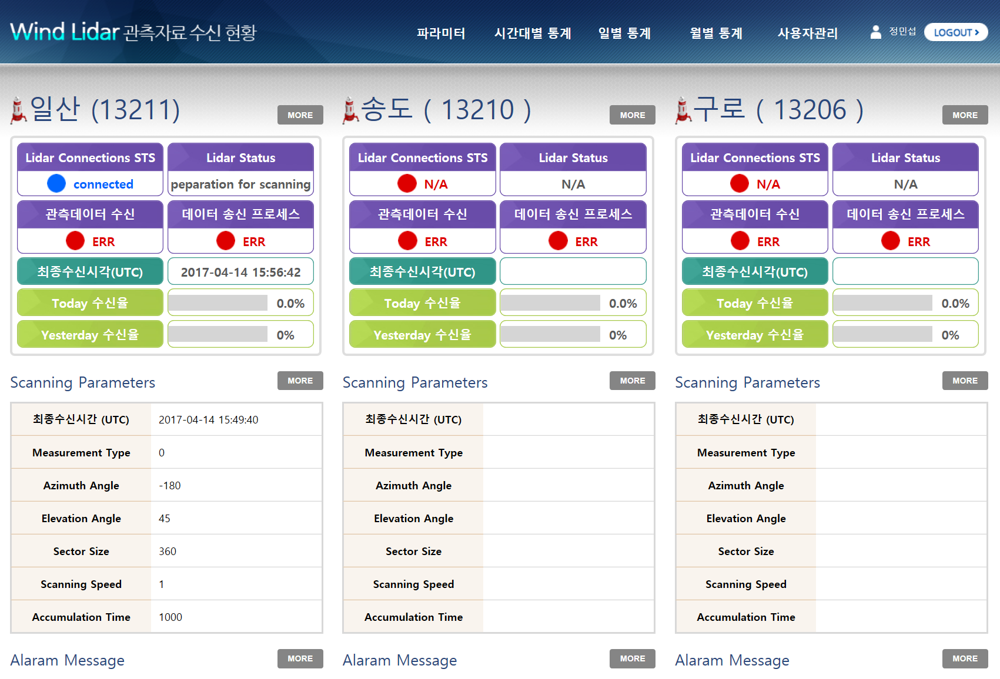 Wind Lidar 관측자료 수신 현황
파라미터 시간대별 통계 일별 통계 월별 통계 사용자관리 정민섭 LOGOUT
일산 (13211) MORE
Lidar Connections STS Lidar Status
connected peparation for scanning
관측데이터 수신 데이터 송신 프로세스
ERR ERR
최종수신시각(UTC) 2017-04-14 15:56:42
Today 수신율 0.0%
Yesterday 수신율 0%
Scanning Parameters MORE
최종수신시간 (UTC) 2017-04-14 15:49:40
Measurement Type 0
Azimuth Angle -180
Elevation Angle 45
Sector Size 360
Scanning Speed 1
Accumulation Time 1000
Alaram Message MORE
송도 ( 13210 ) MORE
Lidar Connections STS Lidar Status
N/A N/A
관측데이터 수신 데이터 송신 프로세스
ERR ERR
최종수신시각(UTC)
Today 수신율 0.0%
Yesterday 수신율 0%
Scanning Parameters MORE
최종수신시간 (UTC)
Measurement Type
Azimuth Angle
Elevation Angle
Sector Size
Scanning Speed
Accumulation Time
Alaram Message MORE
구로 ( 13206 ) MORE
Lidar Connections STS Lidar Status
N/A N/A
관측데이터 수신 데이터 송신 프로세스
ERR ERR
최종수신시각(UTC)
Today 수신율 0.0%
Yesterday 수신율 0%
Scanning Parameters MORE
최종수신시간 (UTC)
Measurement Type
Azimuth Angle
Elevation Angle
Sector Size
Scanning Speed
Accumulation Time
Alaram Message MORE